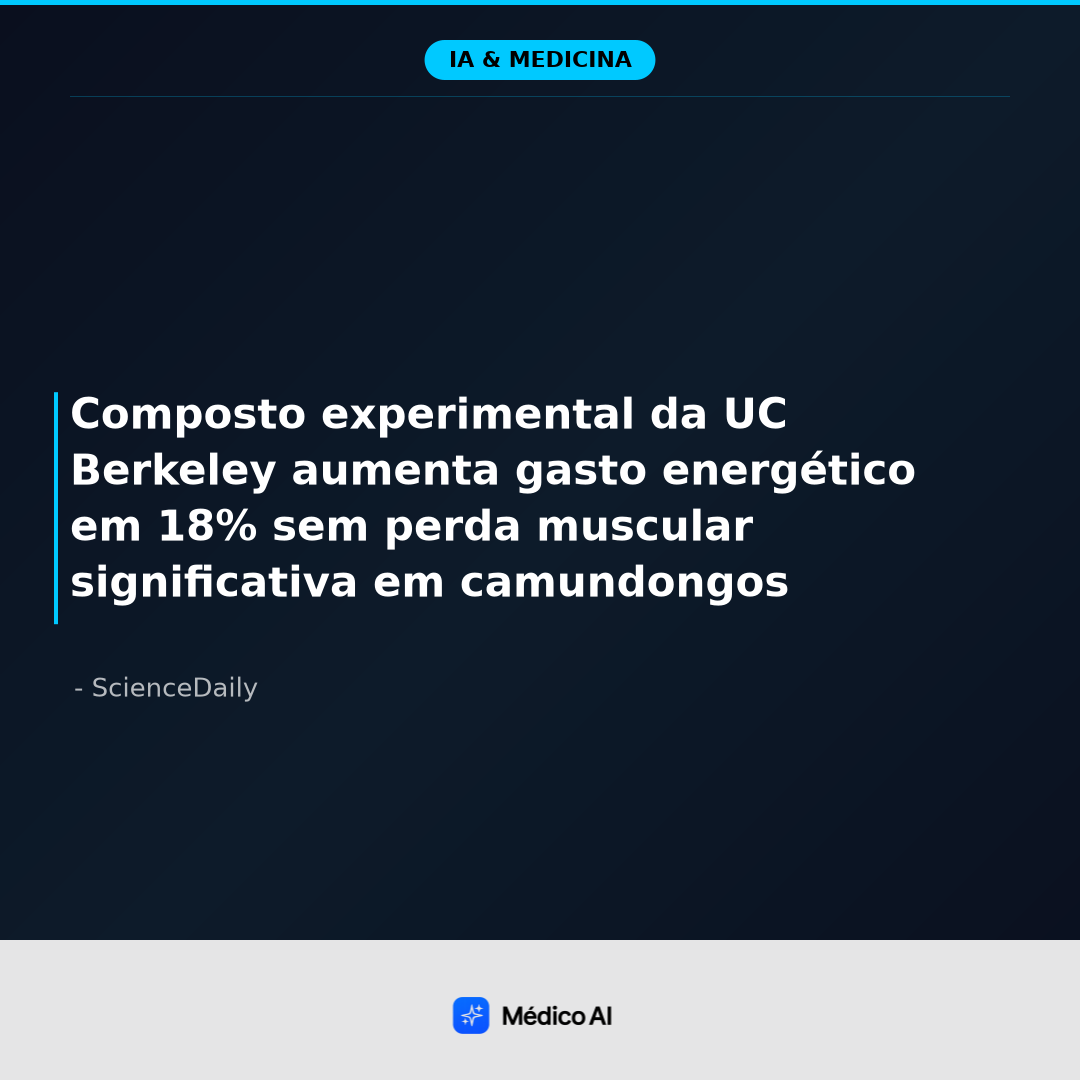 IA & MEDICINA
Composto experimental da UC
Berkeley aumenta gasto energético
em 18% sem perda muscular
significativa em camundongos
- ScienceDaily
Médico AI